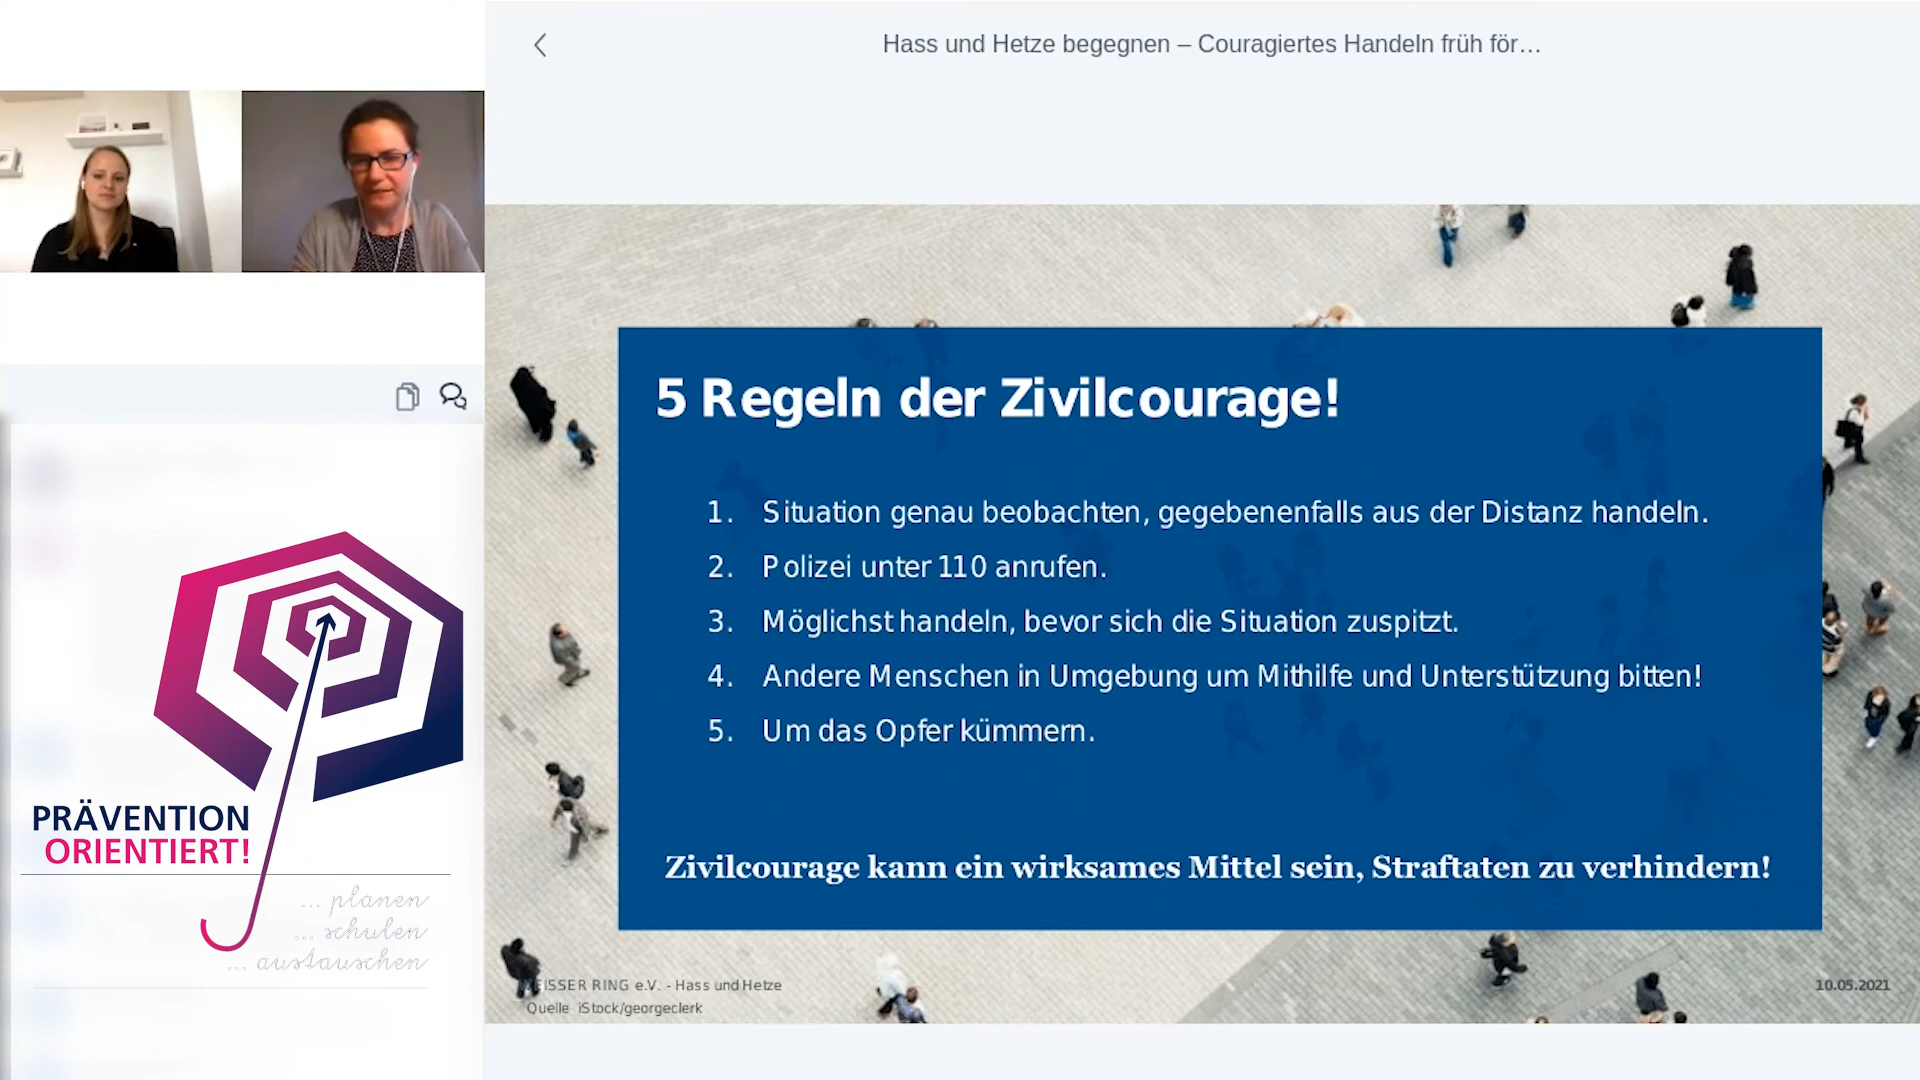 Hass und Hetze begegnen – Couragiertes Handeln früh för…
5 Regeln der Zivilcourage!
1. Situation genau beobachten, gegebenenfalls aus der Distanz handeln.
2. Polizei unter 110 anrufen.
3. Möglichst handeln, bevor sich die Situation zuspitzt.
4. Andere Menschen in Umgebung um Mithilfe und Unterstützung bitten!
5. Um das Opfer kümmern.
Zivilcourage kann ein wirksames Mittel sein, Straftaten zu verhindern!
EISSER RING e.V. - Hass und Hetze
Quelle iStock/georgeclerk
10.05.2021
PRÄVENTION
ORIENTIERT!
... planen
... schulen
... austauschen